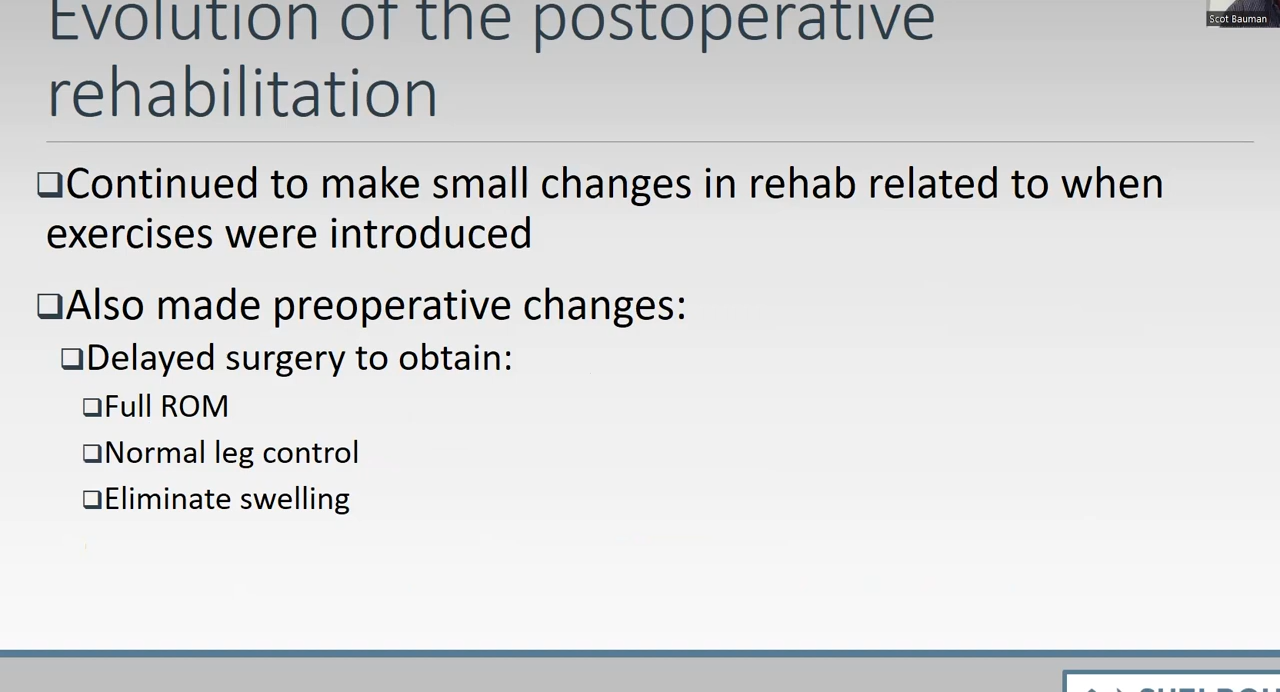 Evolution of the postoperative
rehabilitation
Scot Bauman
❑Continued to make small changes in rehab related to when
exercises were introduced
❑Also made preoperative changes:
❑Delayed surgery to obtain:
❑Full ROM
❑Normal leg control
❑Eliminate swelling